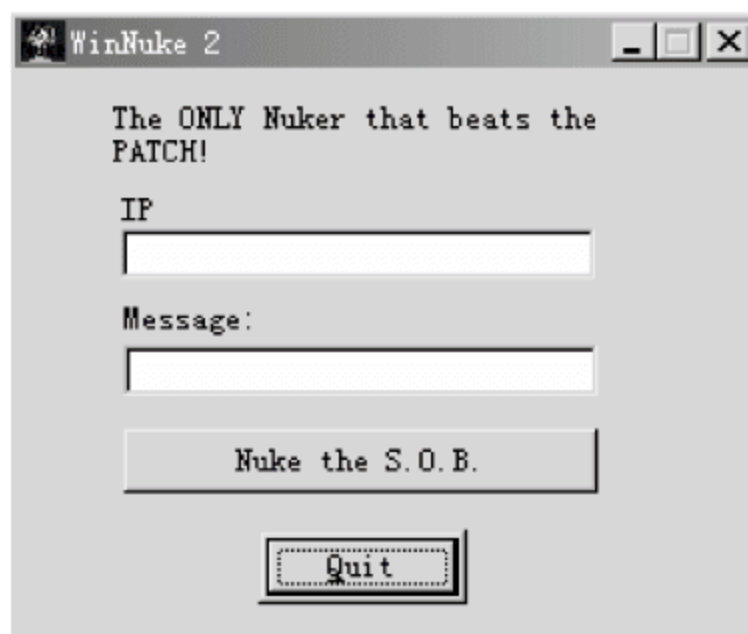 WinNuke 2
The ONLY Nuker that beats the
PATCH!
IP
Message:
Nuke the S.O.B.
Quit